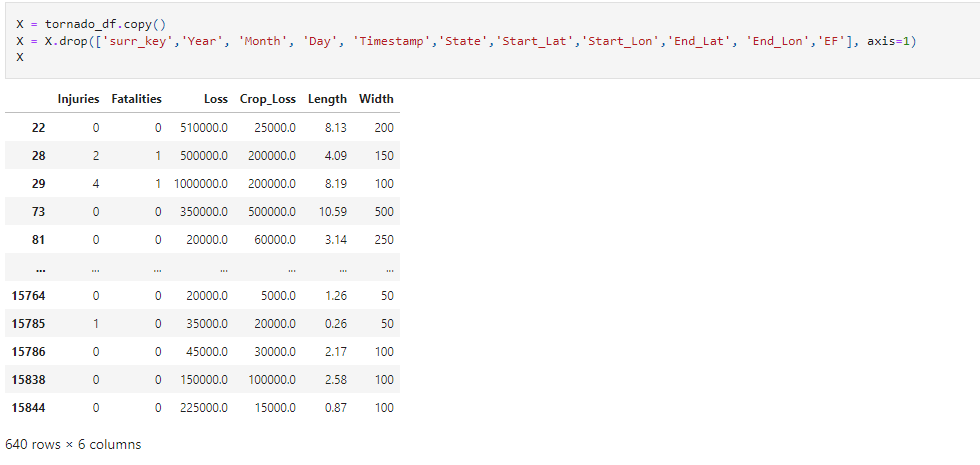 X = tornado_df.copy()
X = X.drop(['surr_key','Year', 'Month', 'Day', 'Timestamp','State','Start_Lat','Start_Lon','End_Lat', 'End_Lon','EF'], axis=1)
X
Injuries Fatalities Loss Crop_Loss Length Width
22 0 0 510000.0 25000.0 8.13 200
28 2 1 500000.0 200000.0 4.09 150
29 4 1 1000000.0 200000.0 8.19 100
73 0 0 350000.0 500000.0 10.59 500
81 0 0 20000.0 60000.0 3.14 250
... ... ... ... ... ... ...
15764 0 0 20000.0 5000.0 1.26 50
15785 1 0 35000.0 20000.0 0.26 50
15786 0 0 45000.0 30000.0 2.17 100
15838 0 0 150000.0 100000.0 2.58 100
15844 0 0 225000.0 15000.0 0.87 100
640 rows × 6 columns